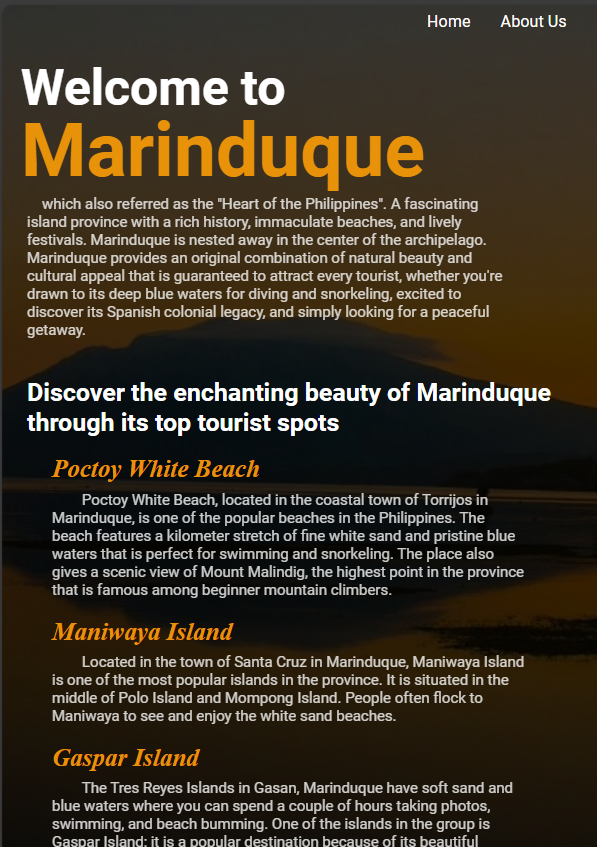 Home About Us
Welcome to
Marinduque
which also referred as the "Heart of the Philippines". A fascinating
island province with a rich history, immaculate beaches, and lively
festivals. Marinduque is nested away in the center of the archipelago.
Marinduque provides an original combination of natural beauty and
cultural appeal that is guaranteed to attract every tourist, whether you're
drawn to its deep blue waters for diving and snorkeling, excited to
discover its Spanish colonial legacy, and simply looking for a peaceful
getaway.
Discover the enchanting beauty of Marinduque
through its top tourist spots
Poctoy White Beach
Poctoy White Beach, located in the coastal town of Torrijos in
Marinduque, is one of the popular beaches in the Philippines. The
beach features a kilometer stretch of fine white sand and pristine blue
waters that is perfect for swimming and snorkeling. The place also
gives a scenic view of Mount Malindig, the highest point in the province
that is famous among beginner mountain climbers.
Maniwaya Island
Located in the town of Santa Cruz in Marinduque, Maniwaya Island
is one of the most popular islands in the province. It is situated in the
middle of Polo Island and Mompong Island. People often flock to
Maniwaya to see and enjoy the white sand beaches.
Gaspar Island
The Tres Reyes Islands in Gasan, Marinduque have soft sand and
blue waters where you can spend a couple of hours taking photos,
swimming, and beach bumming. One of the islands in the group is
Gaspar Island; it is a popular destination because of its beautiful